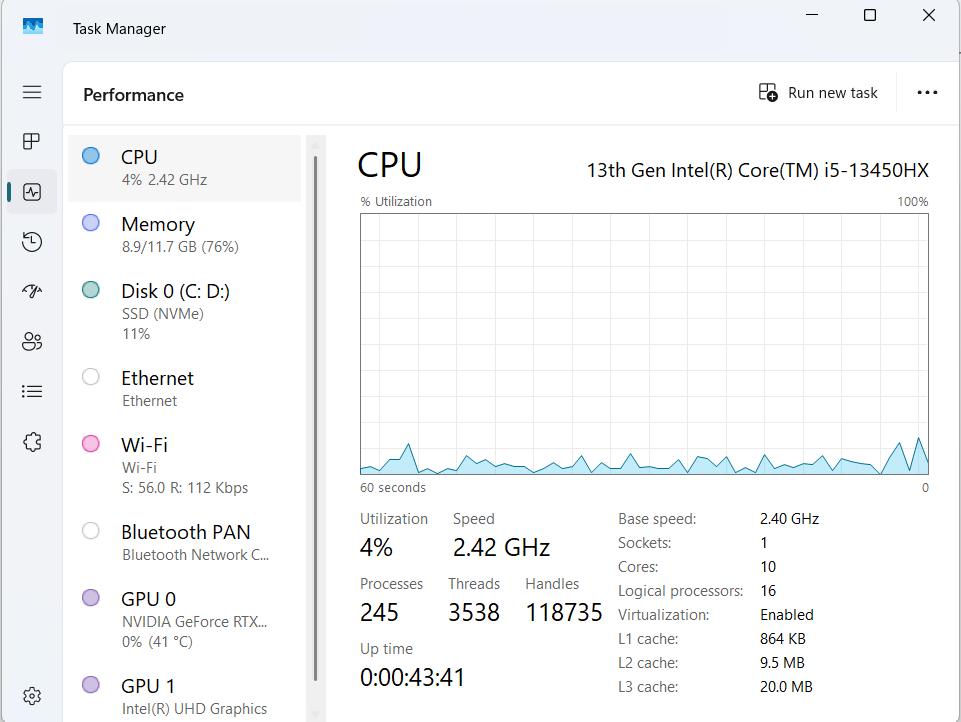 Task Manager
Performance
Run new task
CPU
4% 2.42 GHz
Memory
8.9/11.7 GB (76%)
Disk 0 (C: D:)
SSD (NVMe)
11%
Ethernet
Ethernet
Wi-Fi
Wi-Fi
S: 56.0 R: 112 Kbps
Bluetooth PAN
Bluetooth Network C...
GPU 0
NVIDIA GeForce RTX...
0% (41 °C)
GPU 1
Intel(R) UHD Graphics
CPU
13th Gen Intel(R) Core(TM) i5-13450HX
% Utilization 100%
60 seconds 0
Utilization Speed
4% 2.42 GHz
Processes Threads Handles
245 3538 118735
Up time
0:00:43:41
Base speed: 2.40 GHz
Sockets: 1
Cores: 10
Logical processors: 16
Virtualization: Enabled
L1 cache: 864 KB
L2 cache: 9.5 MB
L3 cache: 20.0 MB